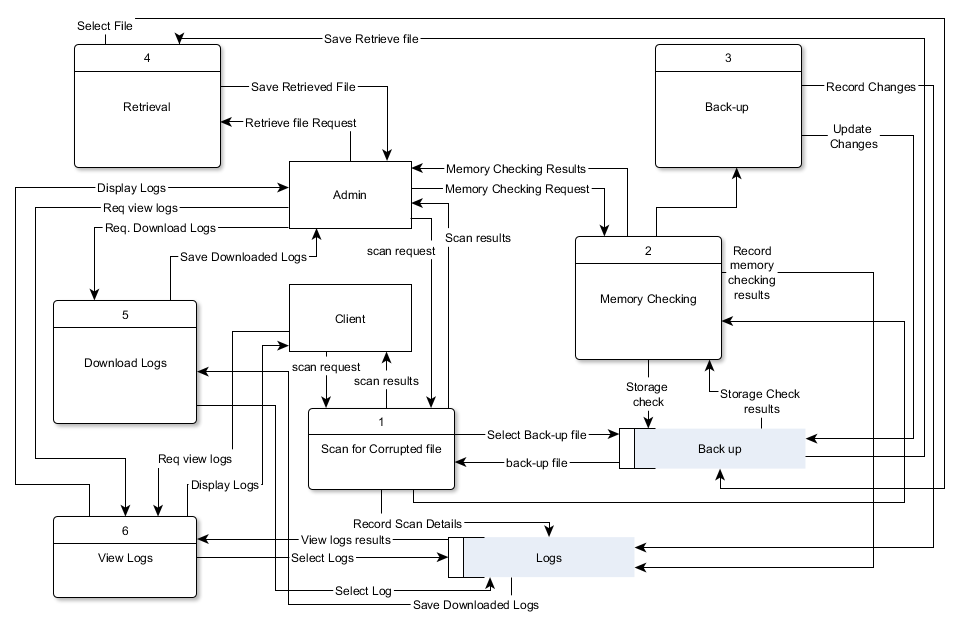 Select File
Save Retrieve file
4
Retrieval
3
Back-up
Save Retrieved File
Record Changes
Retrieve file Request
Update
Changes
Memory Checking Results
Display Logs
Admin
Memory Checking Request
Req view logs
Req. Download Logs
Scan results
scan request
Save Downloaded Logs
2
Memory Checking
Record
memory
checking
results
5
Download Logs
Client
scan request
scan results
Storage
check
Storage Check
results
1
Scan for Corrupted file
Select Back-up file
Back up
back-up file
Req view logs
Display Logs
Record Scan Details
6
View Logs
View logs results
Select Logs
Logs
Select Log
Save Downloaded Logs